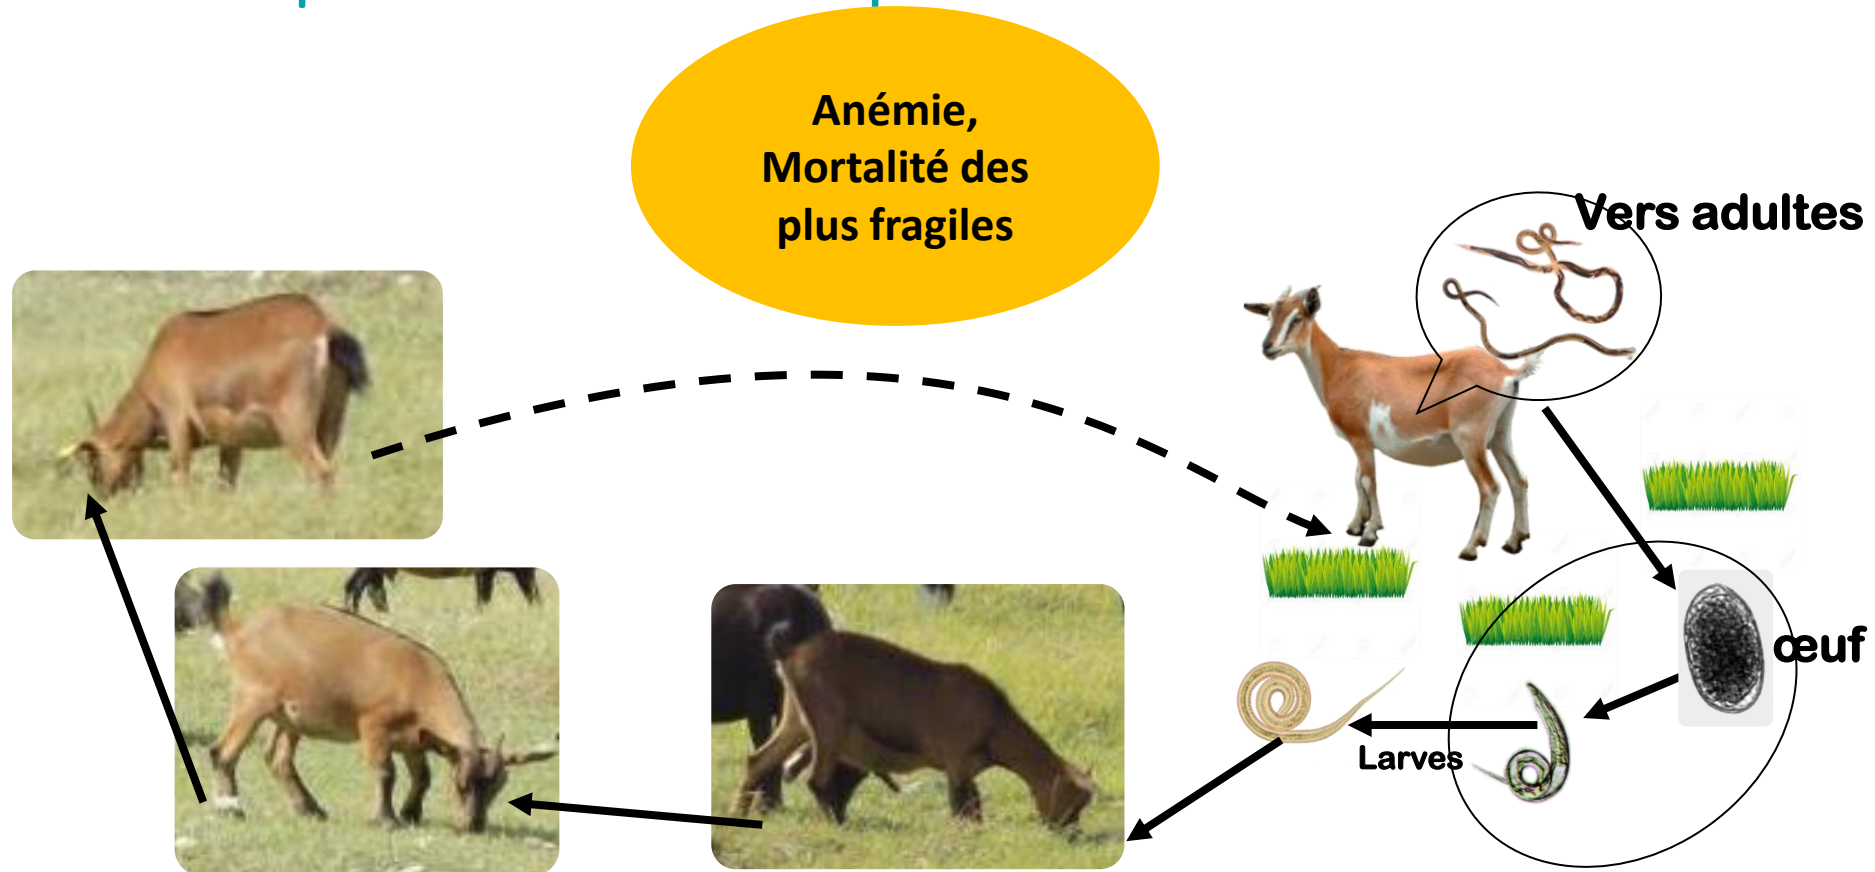 Anémie,
Mortalité des
plus fragiles
Vers adultes
œuf
Larves